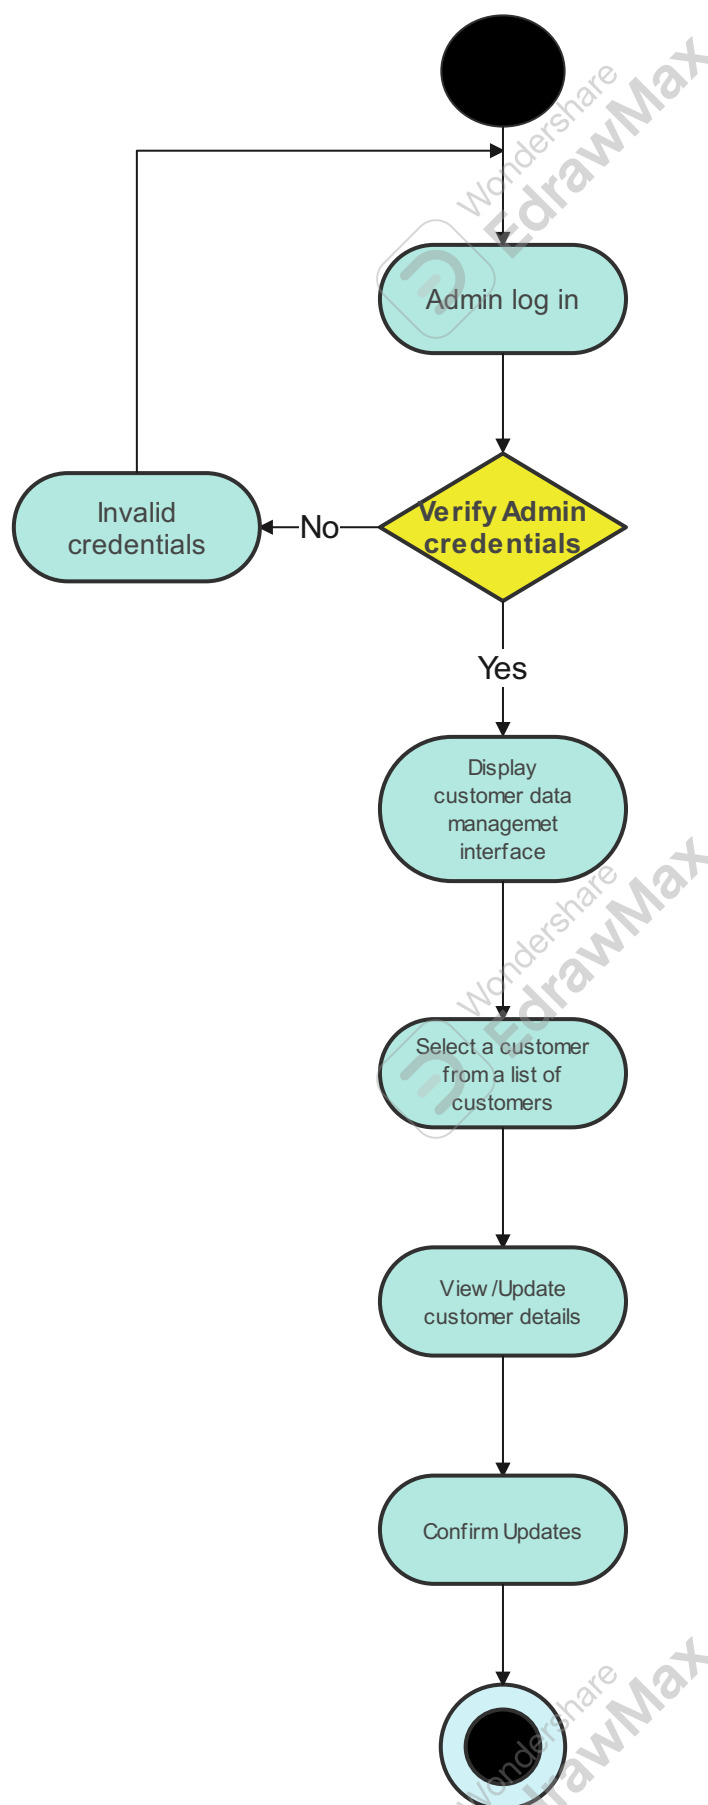 Wondershare
EdrawMax
Admin log in
Verify Admin
credentials
No
Invalid
credentials
Yes
Display
customer data
managemet
interface
Wondershare
EdrawMax
Select a customer
from a list of
customers
View /Update
customer details
Confirm Updates
Wondershare
EdrawMax